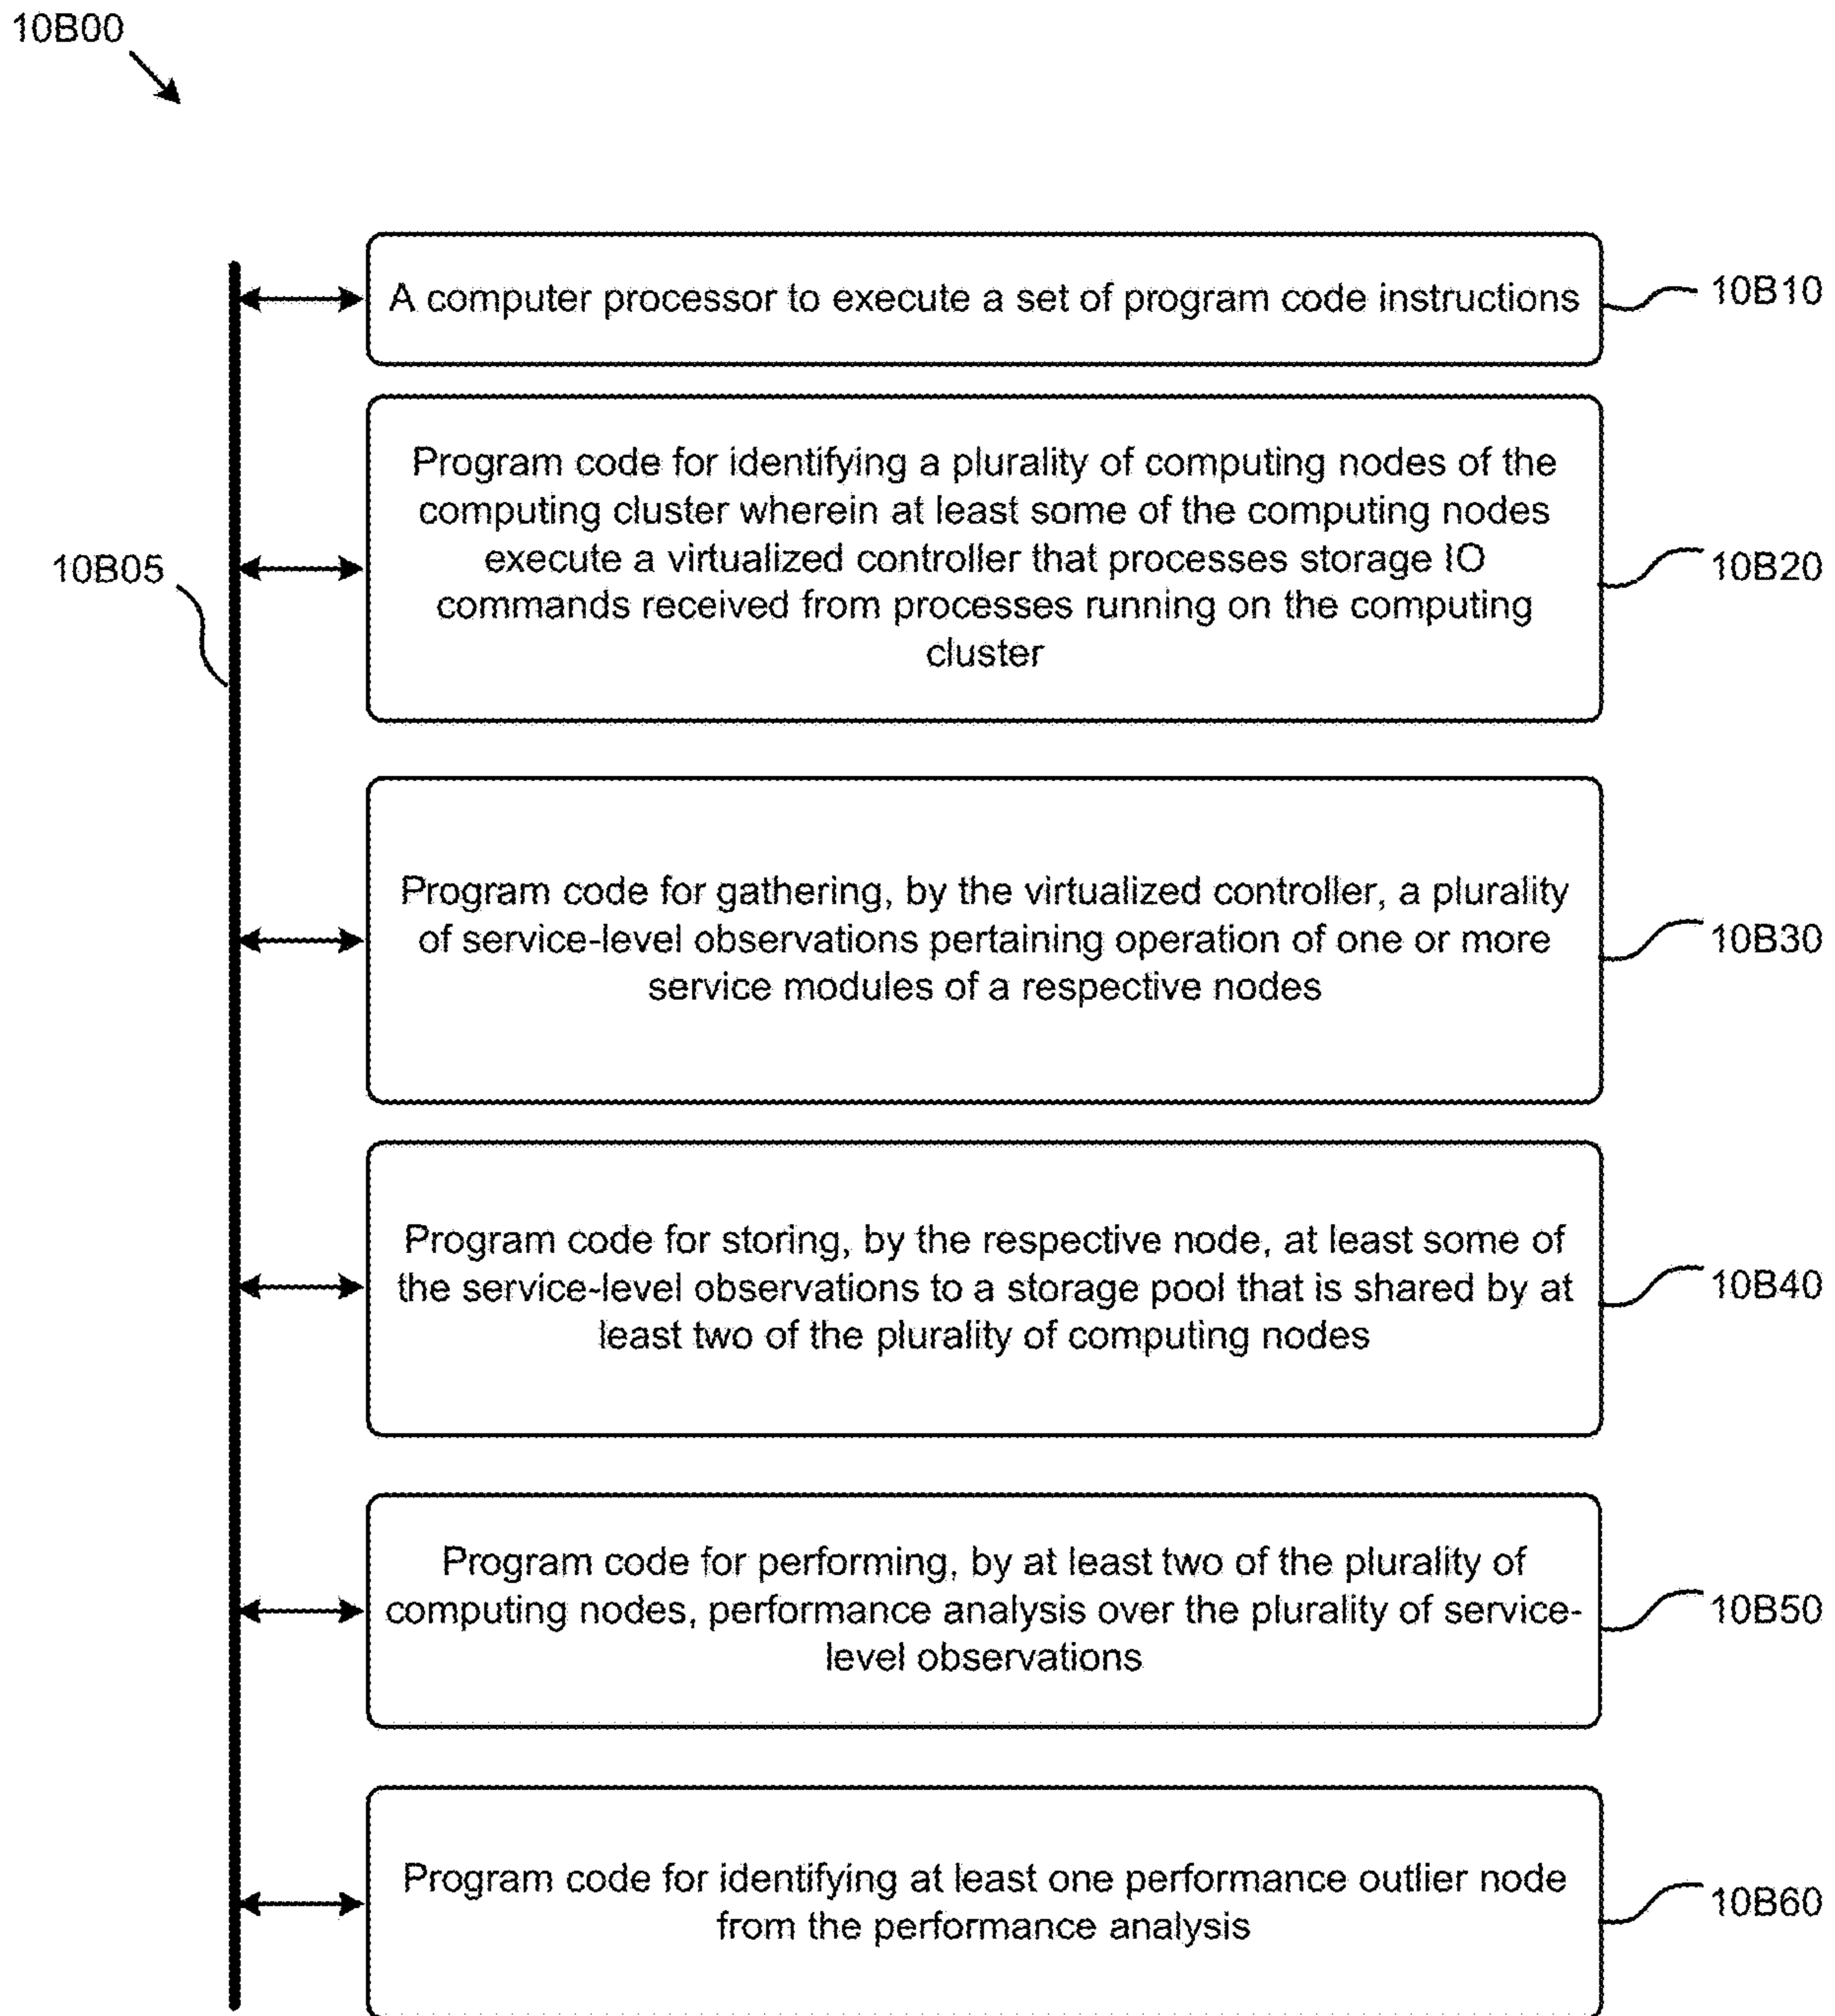 10B00
A computer processor to execute a set of program code instructions
10B10
Program code for identifying a plurality of computing nodes of the
computing cluster wherein at least some of the computing nodes
execute a virtualized controller that processes storage IO
commands received from processes running on the computing
cluster
10B05
10B20
Program code for gathering, by the virtualized controller, a plurality
of service-level observations pertaining operation of one or more
service modules of a respective nodes
10B30
Program code for storing, by the respective node, at least some of
the service-level observations to a storage pool that is shared by at
least two of the plurality of computing nodes
10B40
Program code for performing, by at least two of the plurality of
computing nodes, performance analysis over the plurality of service-
level observations
10B50
Program code for identifying at least one performance outlier node
from the performance analysis
10B60